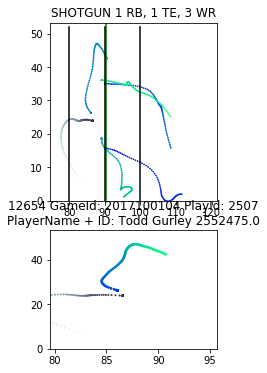 SHOTGUN 1 RB, 1 TE, 3 WR
50
40
30
20
10
0
80 90 100 110 120
12654 GameId: 2017100104 PlayId: 2507
PlayerName + ID: Todd Gurley 2552475.0
40
20
0
80 85 90 95